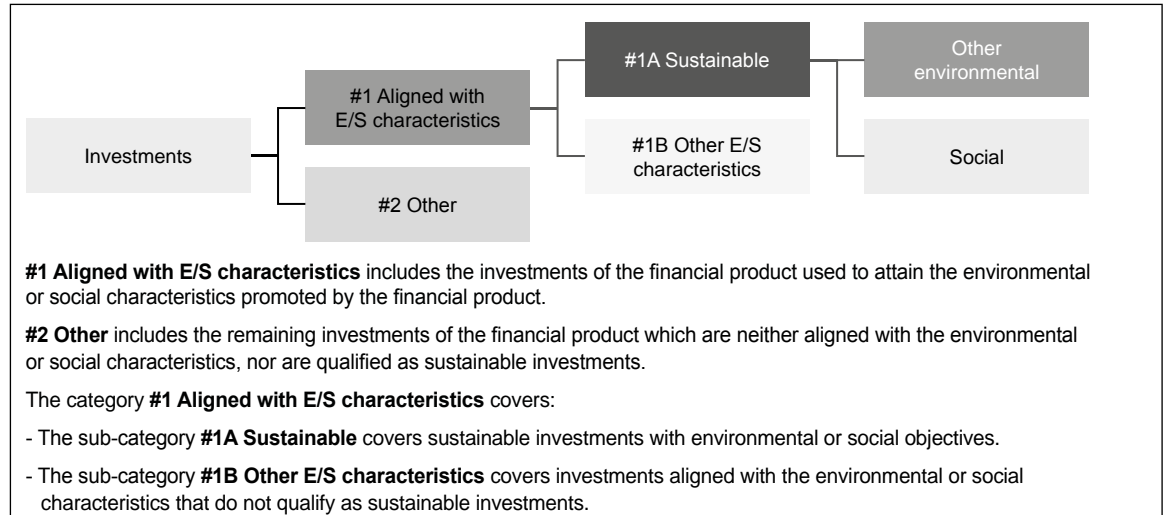 #1A Sustainable
Other
environmental
#1 Aligned with
E/S characteristics
Investments
#1B Other E/S
characteristics
Social
#2 Other
#1 Aligned with E/S characteristics includes the investments of the financial product used to attain the environmental
or social characteristics promoted by the financial product.
#2 Other includes the remaining investments of the financial product which are neither aligned with the environmental
or social characteristics, nor are qualified as sustainable investments.
The category #1 Aligned with E/S characteristics covers:
- The sub-category #1A Sustainable covers sustainable investments with environmental or social objectives.
- The sub-category #1B Other E/S characteristics covers investments aligned with the environmental or social
characteristics that do not qualify as sustainable investments.